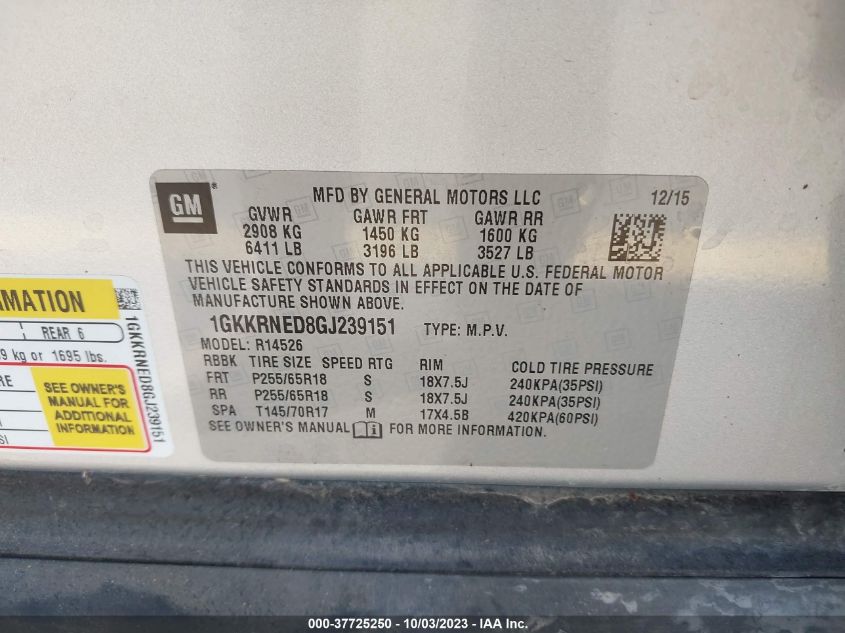 GM ®
MFD BY GENERAL MOTORS LLC 12/15
GVWR GAWR FRT GAWR RR
2908 KG 1450 KG 1600 KG
6411 LB 3196 LB 3527 LB
THIS VEHICLE CONFORMS TO ALL APPLICABLE U.S. FEDERAL MOTOR
VEHICLE SAFETY STANDARDS IN EFFECT ON THE DATE OF
MANUFACTURE SHOWN ABOVE.
1GKKRNED8GJ239151 TYPE: M.P.V.
MODEL: R14526
RBBK TIRE SIZE SPEED RTG RIM COLD TIRE PRESSURE
FRT P255/65R18 S 18X7.5J 240KPA(35PSI)
RR P255/65R18 S 18X7.5J 240KPA(35PSI)
SPA T145/70R17 M 17X4.5B 420KPA(60PSI)
SEE OWNER'S MANUAL FOR MORE INFORMATION.
REAR 6
kg or 1695 lbs.
SEE OWNER'S
MANUAL FOR
ADDITIONAL
INFORMATION
1GKKRNED8GJ239151
000-37725250 - 10/03/2023 - IAA Inc.